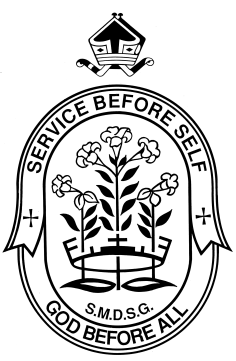 SERVICE BEFORE SELF
S.M.D.S.G.
GOD BEFORE ALL